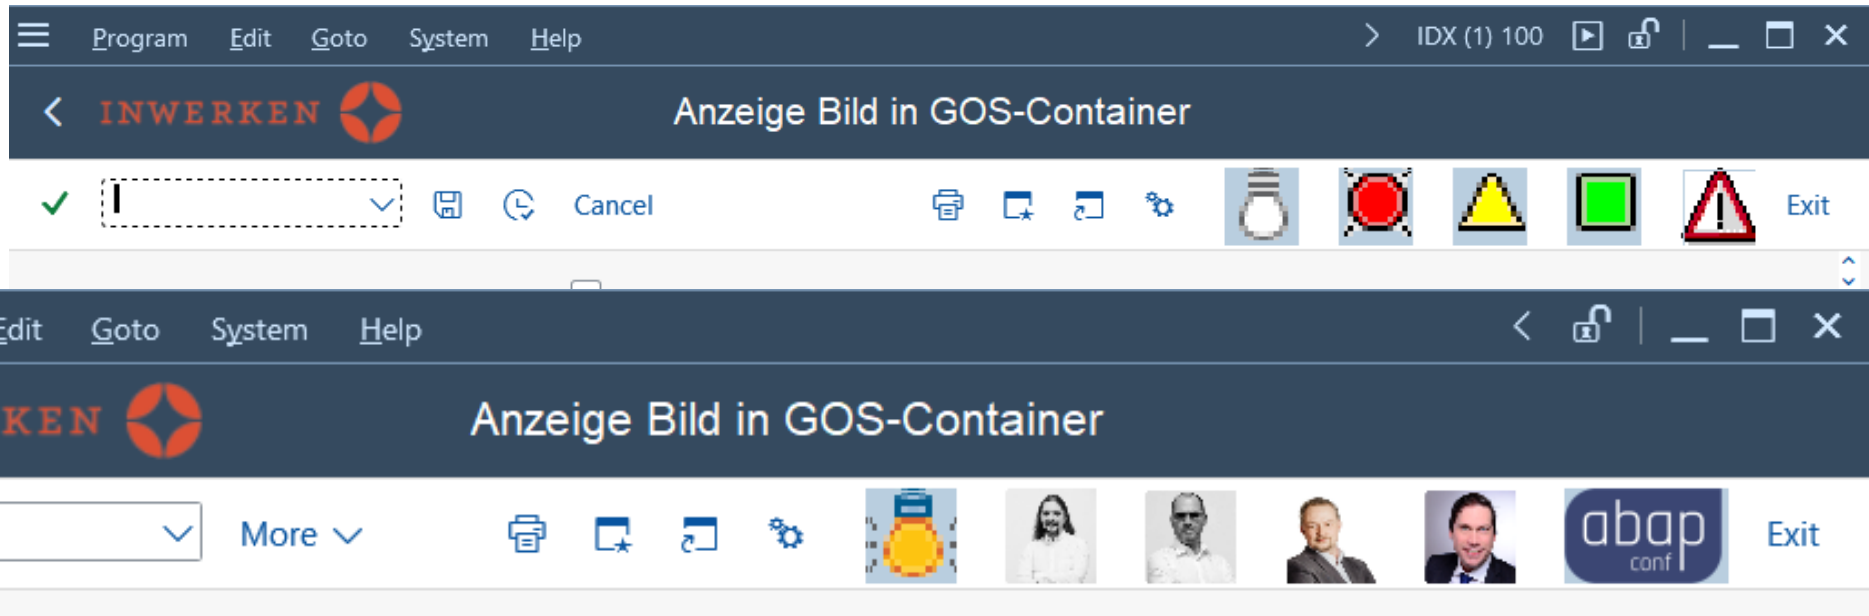 Program Edit Goto System Help IDX (1) 100
INWERKEN Anzeige Bild in GOS-Container
Cancel Exit
Edit Goto System Help
KEN Anzeige Bild in GOS-Container
More abap conf Exit